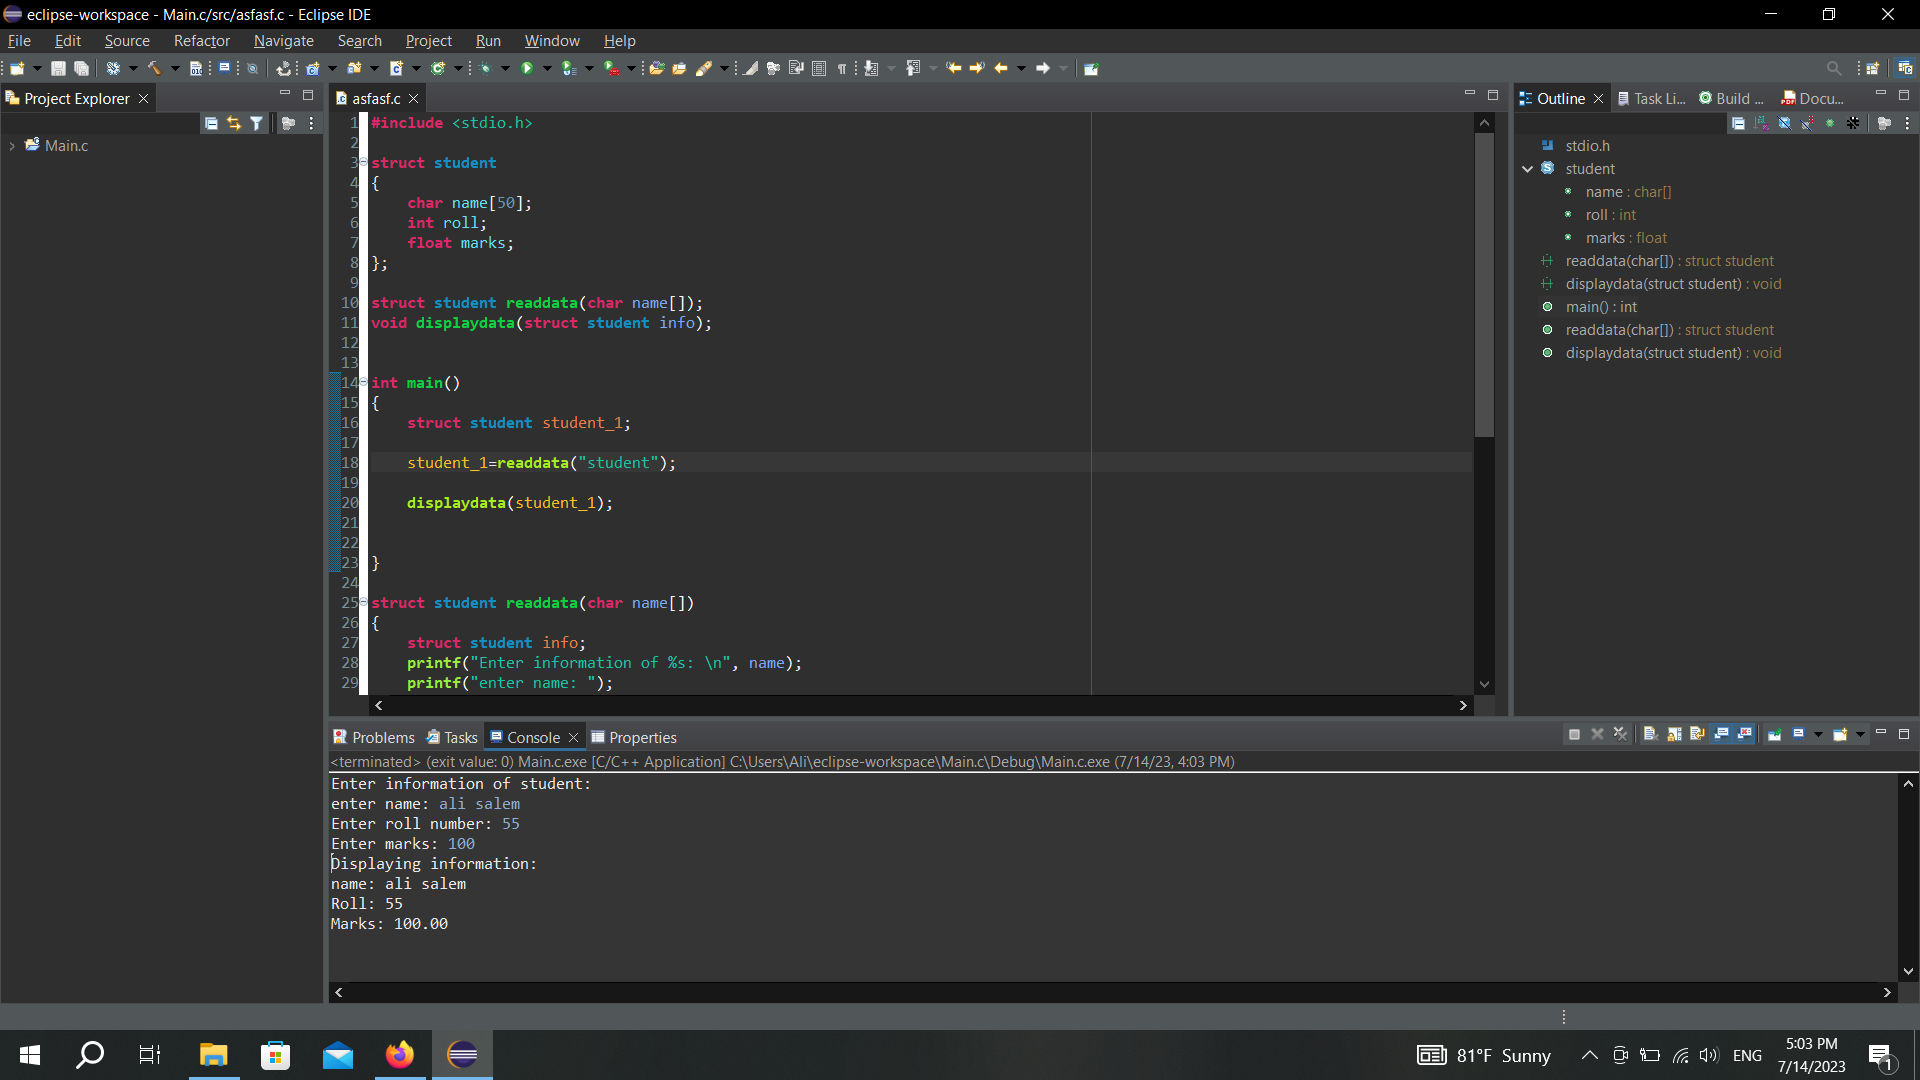 eclipse-workspace - Main.c/src/asfasf.c - Eclipse IDE
File Edit Source Refactor Navigate Search Project Run Window Help
Project Explorer
Main.c
asfasf.c
1 #include <stdio.h>
2
3 struct student
4 {
5 char name[50];
6 int roll;
7 float marks;
8 };
9
10 struct student readdata(char name[]);
11 void displaydata(struct student info);
12
13
14 int main()
15 {
16 struct student student_1;
17
18 student_1=readdata("student");
19
20 displaydata(student_1);
21
22
23 }
24
25 struct student readdata(char name[])
26 {
27 struct student info;
28 printf("Enter information of %s: \n", name);
29 printf("enter name: ");
Outline Task Li... Build ... Docu...
stdio.h
student
name : char[]
roll : int
marks : float
readdata(char[]) : struct student
displaydata(struct student) : void
main() : int
readdata(char[]) : struct student
displaydata(struct student) : void
Problems Tasks Console Properties
<terminated> (exit value: 0) Main.c.exe [C/C++ Application] C:\Users\Ali\eclipse-workspace\Main.c\Debug\Main.c.exe (7/14/23, 4:03 PM)
Enter information of student:
enter name: ali salem
Enter roll number: 55
Enter marks: 100
Displaying information:
name: ali salem
Roll: 55
Marks: 100.00
81°F Sunny
ENG
5:03 PM
7/14/2023
1